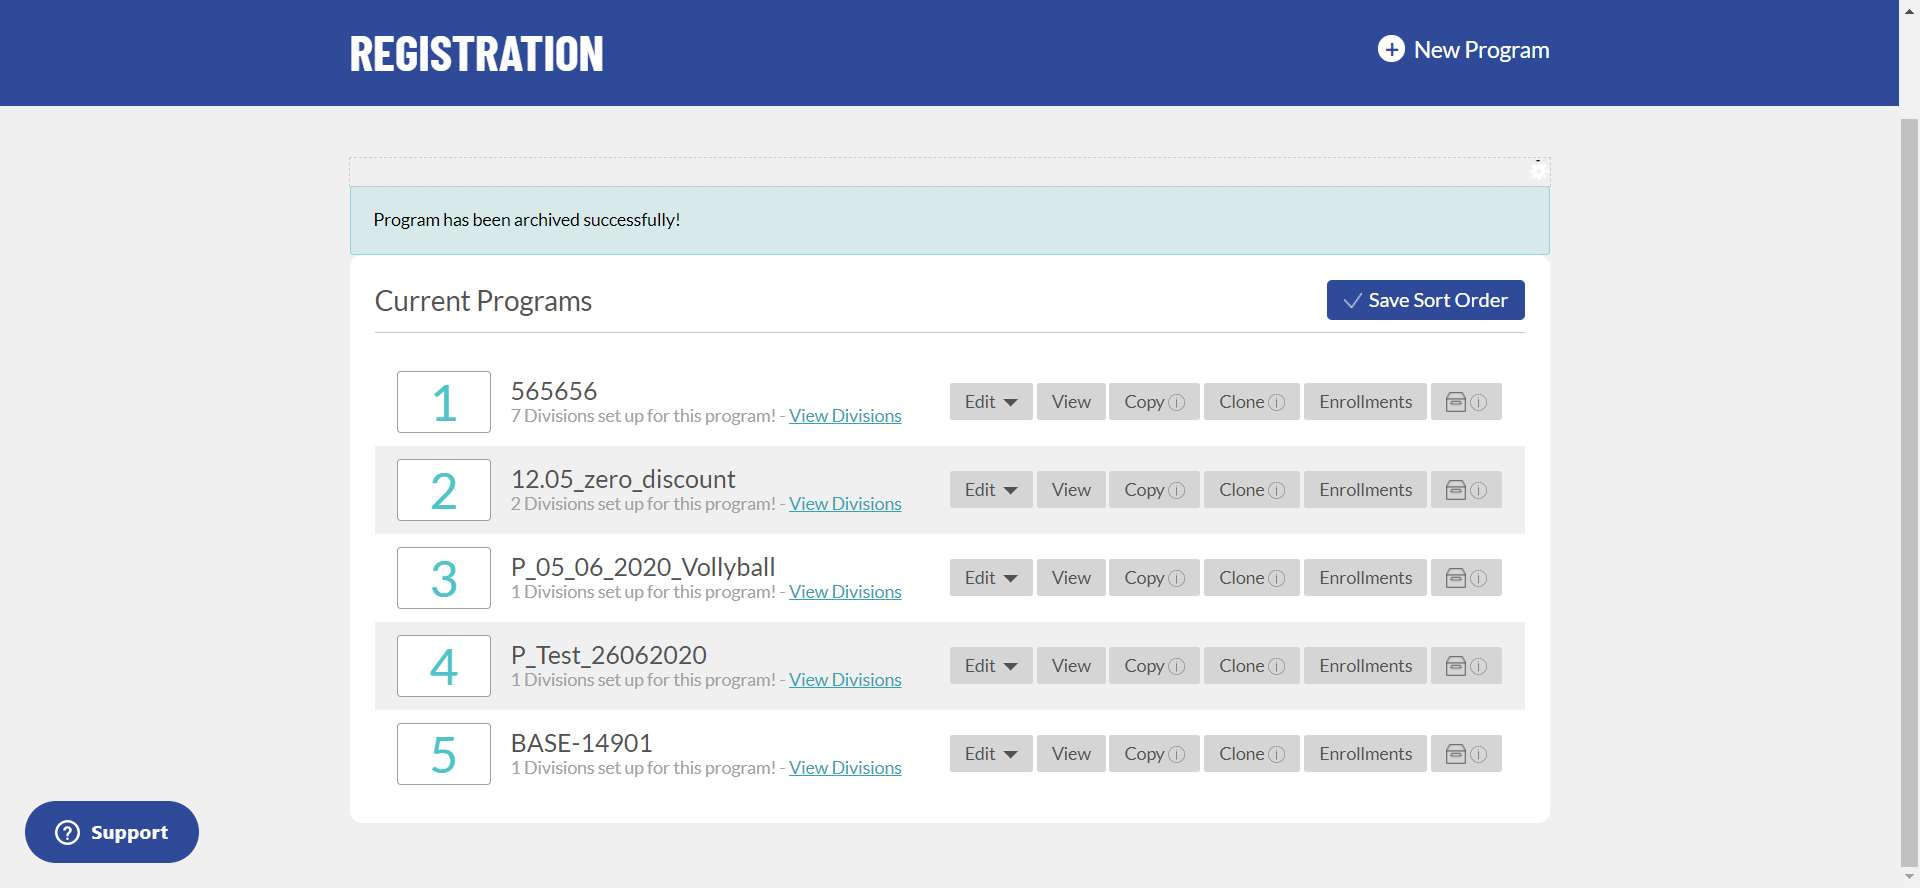 REGISTRATION
New Program
Program has been archived successfully!
Current Programs
Save Sort Order
1
565656
7 Divisions set up for this program! - View Divisions
Edit View Copy Clone Enrollments
2
12.05_zero_discount
2 Divisions set up for this program! - View Divisions
Edit View Copy Clone Enrollments
3
P_05_06_2020_Vollyball
1 Divisions set up for this program! - View Divisions
Edit View Copy Clone Enrollments
4
P_Test_26062020
1 Divisions set up for this program! - View Divisions
Edit View Copy Clone Enrollments
5
BASE-14901
1 Divisions set up for this program! - View Divisions
Edit View Copy Clone Enrollments
Support